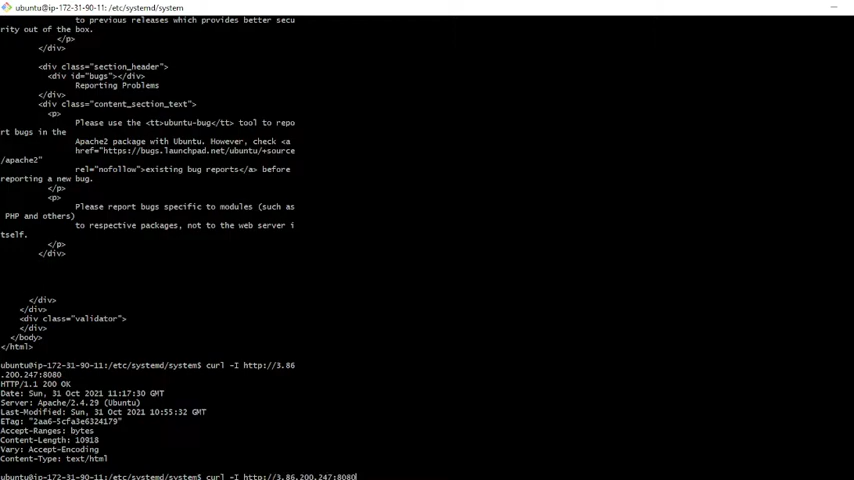 ubuntu@ip-172-31-90-11: /etc/systemd/system
to previous releases which provides better secu
rity out of the box.
</p>
</div>
<div class="section_header">
<div id="bugs"></div>
Reporting Problems
</div>
<div class="content_section_text">
<p>
Please use the <tt>ubuntu-bug</tt> tool to repo
rt bugs in the
Apache2 package with Ubuntu. However, check <a
href="https://bugs.launchpad.net/ubuntu/+source
/apache2"
rel="nofollow">existing bug reports</a> before
reporting a new bug.
</p>
<p>
Please report bugs specific to modules (such as
PHP and others)
to respective packages, not to the web server i
tself.
</p>
</div>
</div>
</div>
<div class="validator">
</div>
</body>
</html>
ubuntu@ip-172-31-90-11:/etc/systemd/system$ curl -I http://3.86
.200.247:8080
HTTP/1.1 200 OK
Date: Sun, 31 Oct 2021 11:17:30 GMT
Server: Apache/2.4.29 (Ubuntu)
Last-Modified: Sun, 31 Oct 2021 10:55:32 GMT
ETag: "2aa6-5cfa3e6324179"
Accept-Ranges: bytes
Content-Length: 10918
Vary: Accept-Encoding
Content-Type: text/html
ubuntu@ip-172-31-90-11:/etc/systemd/system$ curl -I http://3.86.200.247:8080